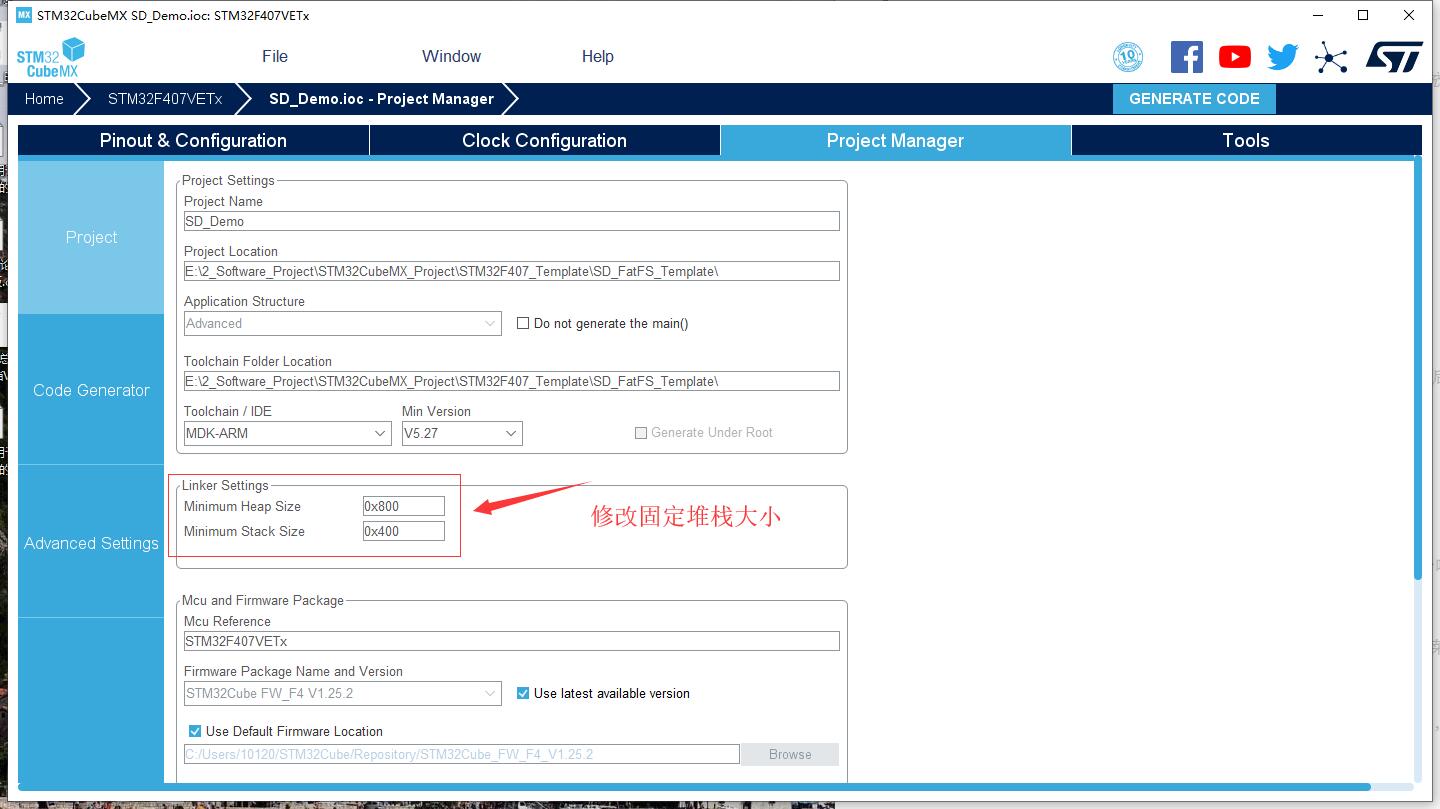 MX STM32CubeMX SD_Demo.ioc: STM32F407VETx
STM32
CubeMX
File Window Help
10
Home STM32F407VETx SD_Demo.ioc - Project Manager GENERATE CODE
Pinout & Configuration Clock Configuration Project Manager Tools
Project
Code Generator
Advanced Settings
Project Settings
Project Name
SD_Demo
Project Location
E:\2_Software_Project\STM32CubeMX_Project\STM32F407_Template\SD_FatFS_Template\
Application Structure
Advanced Do not generate the main()
Toolchain Folder Location
E:\2_Software_Project\STM32CubeMX_Project\STM32F407_Template\SD_FatFS_Template\
Toolchain / IDE Min Version
MDK-ARM V5.27 Generate Under Root
Linker Settings
Minimum Heap Size 0x800
Minimum Stack Size 0x400
修改固定堆栈大小
Mcu and Firmware Package
Mcu Reference
STM32F407VETx
Firmware Package Name and Version
STM32Cube FW_F4 V1.25.2 Use latest available version
Use Default Firmware Location
C:/Users/10120/STM32Cube/Repository/STM32Cube_FW_F4_V1.25.2 Browse